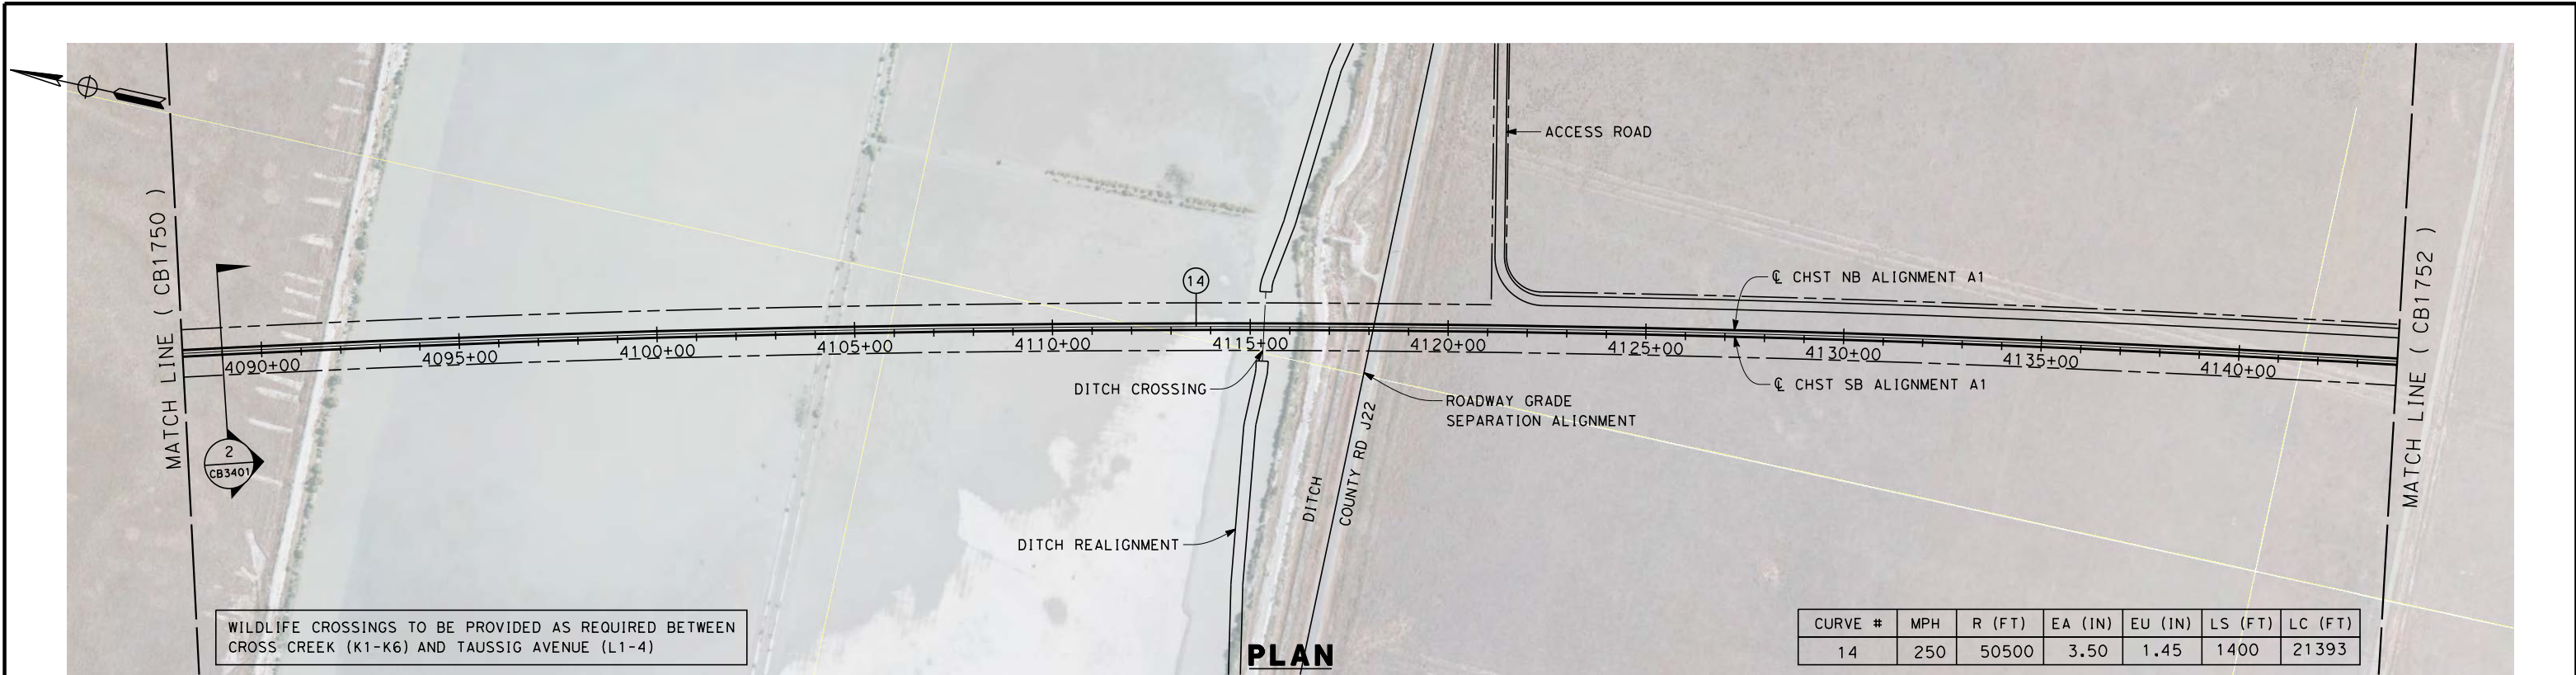 MATCH LINE ( CB1750 )
2
CB3401
14
ACCESS ROAD
℄ CHST NB ALIGNMENT A1
4090+00
4095+00
4100+00
4105+00
4110+00
4115+00
4120+00
4125+00
4130+00
4135+00
4140+00
℄ CHST SB ALIGNMENT A1
DITCH CROSSING
ROADWAY GRADE
SEPARATION ALIGNMENT
DITCH
COUNTY RD J22
DITCH REALIGNMENT
MATCH LINE ( CB1752 )
WILDLIFE CROSSINGS TO BE PROVIDED AS REQUIRED BETWEEN
CROSS CREEK (K1-K6) AND TAUSSIG AVENUE (L1-4)
PLAN
CURVE # MPH R (FT) EA (IN) EU (IN) LS (FT) LC (FT)
14 250 50500 3.50 1.45 1400 21393